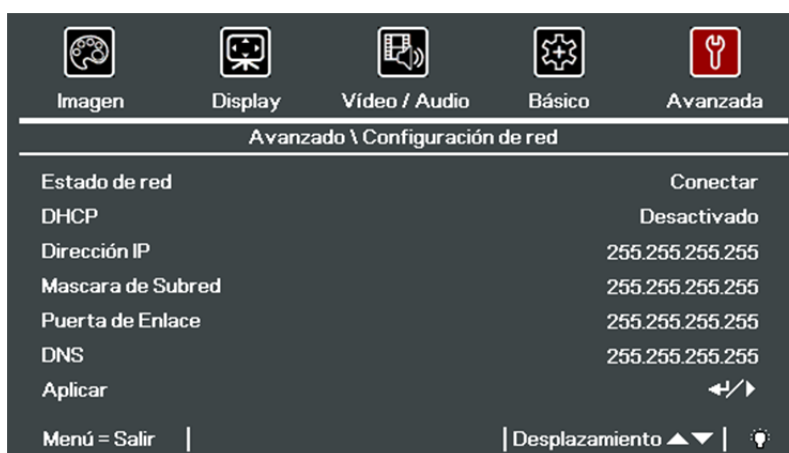 Imagen Display Vídeo / Audio Básico Avanzada
Avanzado \ Configuración de red
Estado de red Conectar
DHCP Desactivado
Dirección IP 255.255.255.255
Mascara de Subred 255.255.255.255
Puerta de Enlace 255.255.255.255
DNS 255.255.255.255
Aplicar
Menú = Salir Desplazamiento